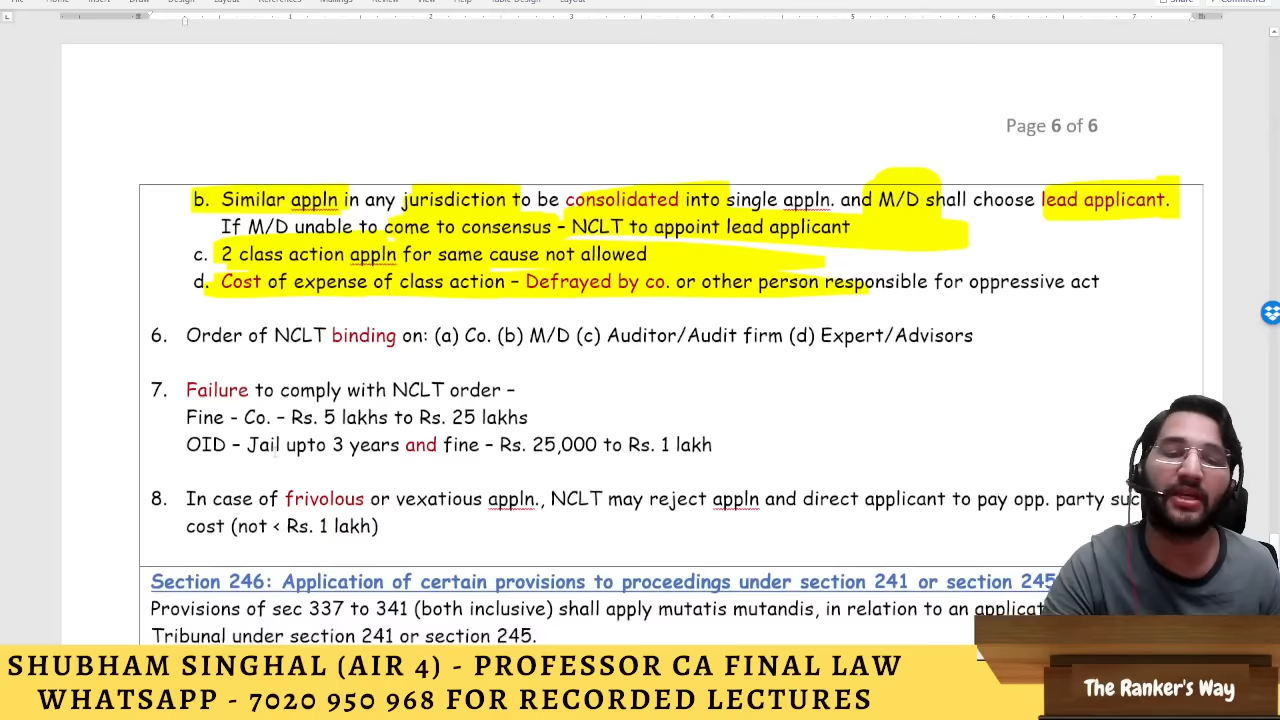 Page 6 of 6
b. Similar appln in any jurisdiction to be consolidated into single appln. and M/D shall choose lead applicant.
If M/D unable to come to consensus – NCLT to appoint lead applicant
c. 2 class action appln for same cause not allowed
d. Cost of expense of class action – Defrayed by co. or other person responsible for oppressive act
6. Order of NCLT binding on: (a) Co. (b) M/D (c) Auditor/Audit firm (d) Expert/Advisors
7. Failure to comply with NCLT order –
Fine - Co. – Rs. 5 lakhs to Rs. 25 lakhs
OID – Jail upto 3 years and fine – Rs. 25,000 to Rs. 1 lakh
8. In case of frivolous or vexatious appln., NCLT may reject appln and direct applicant to pay opp. party
cost (not < Rs. 1 lakh)
Section 246: Application of certain provisions to proceedings under section 241 or section 245
Provisions of sec 337 to 341 (both inclusive) shall apply mutatis mutandis, in relation to an
Tribunal under section 241 or section 245.
SHUBHAM SINGHAL (AIR 4) - PROFESSOR CA FINAL LAW
WHATSAPP - 7020 950 968 FOR RECORDED LECTURES
The Ranker's Way